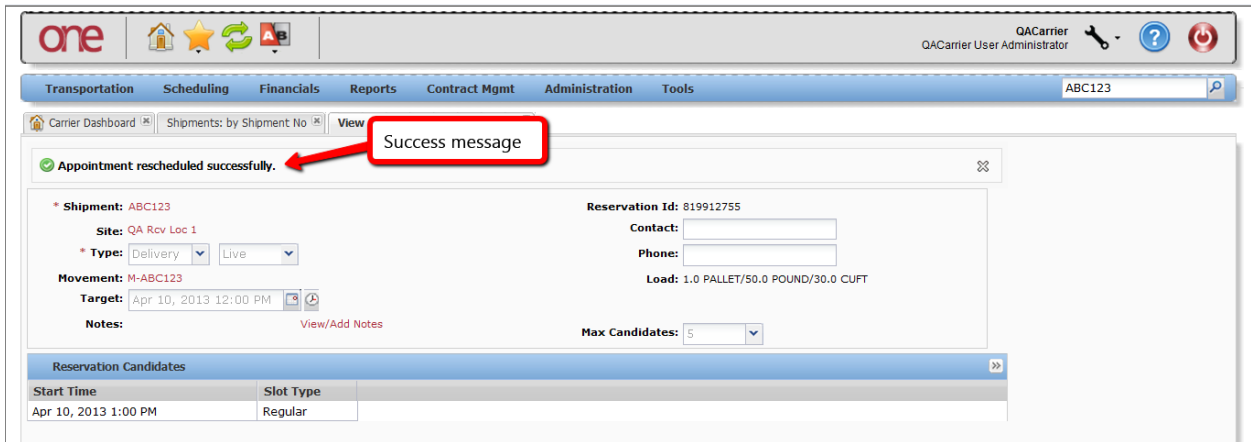 one
AB
QACarrier
QACarrier User Administrator
?
Transportation Scheduling Financials Reports Contract Mgmt Administration Tools
ABC123
Carrier Dashboard Shipments: by Shipment No View
Success message
Appointment rescheduled successfully.
* Shipment: ABC123 Reservation Id: 819912755
Site: QA Rcv Loc 1 Contact:
* Type: Delivery Live Phone:
Movement: M-ABC123 Load: 1.0 PALLET/50.0 POUND/30.0 CUFT
Target: Apr 10, 2013 12:00 PM
Notes: View/Add Notes Max Candidates: 5
Reservation Candidates
Start Time Slot Type
Apr 10, 2013 1:00 PM Regular